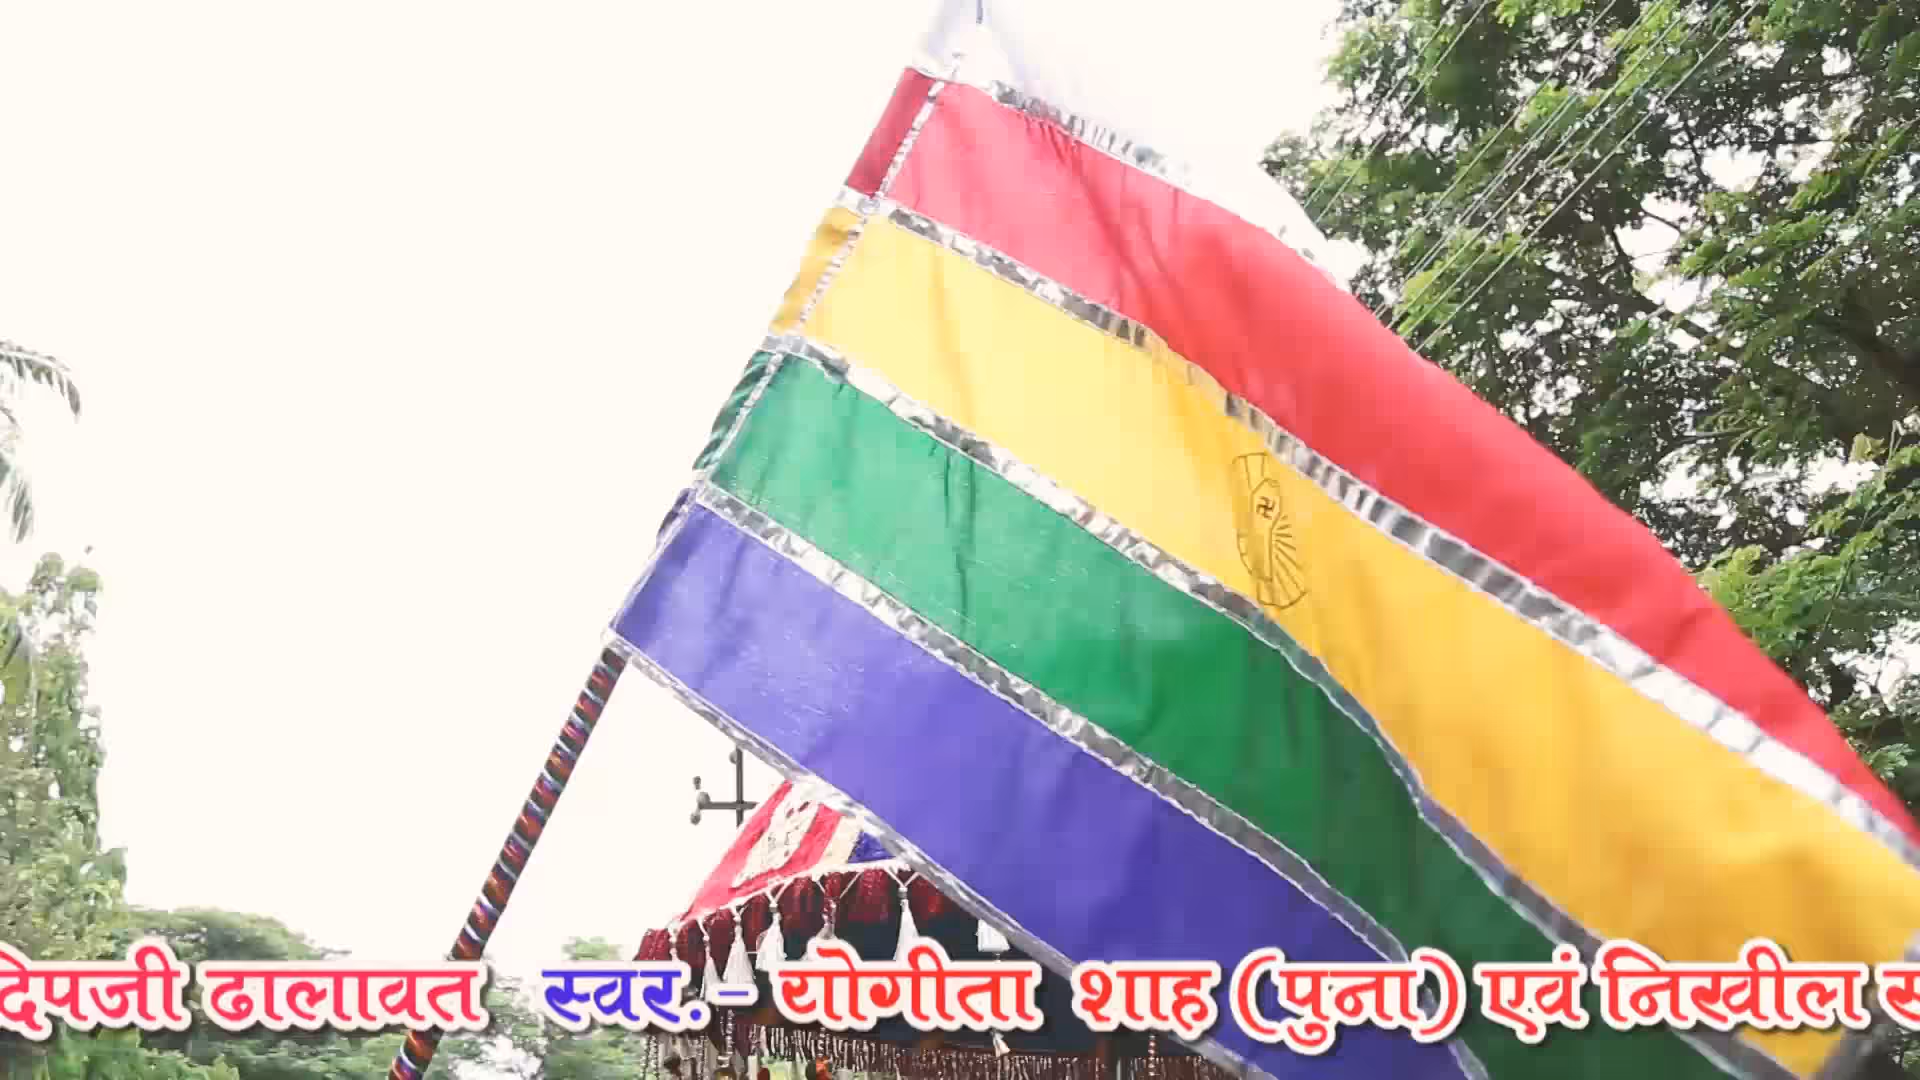 दिपजी ढालावत स्वर.- योगीता शाह (पुना) एवं निखील